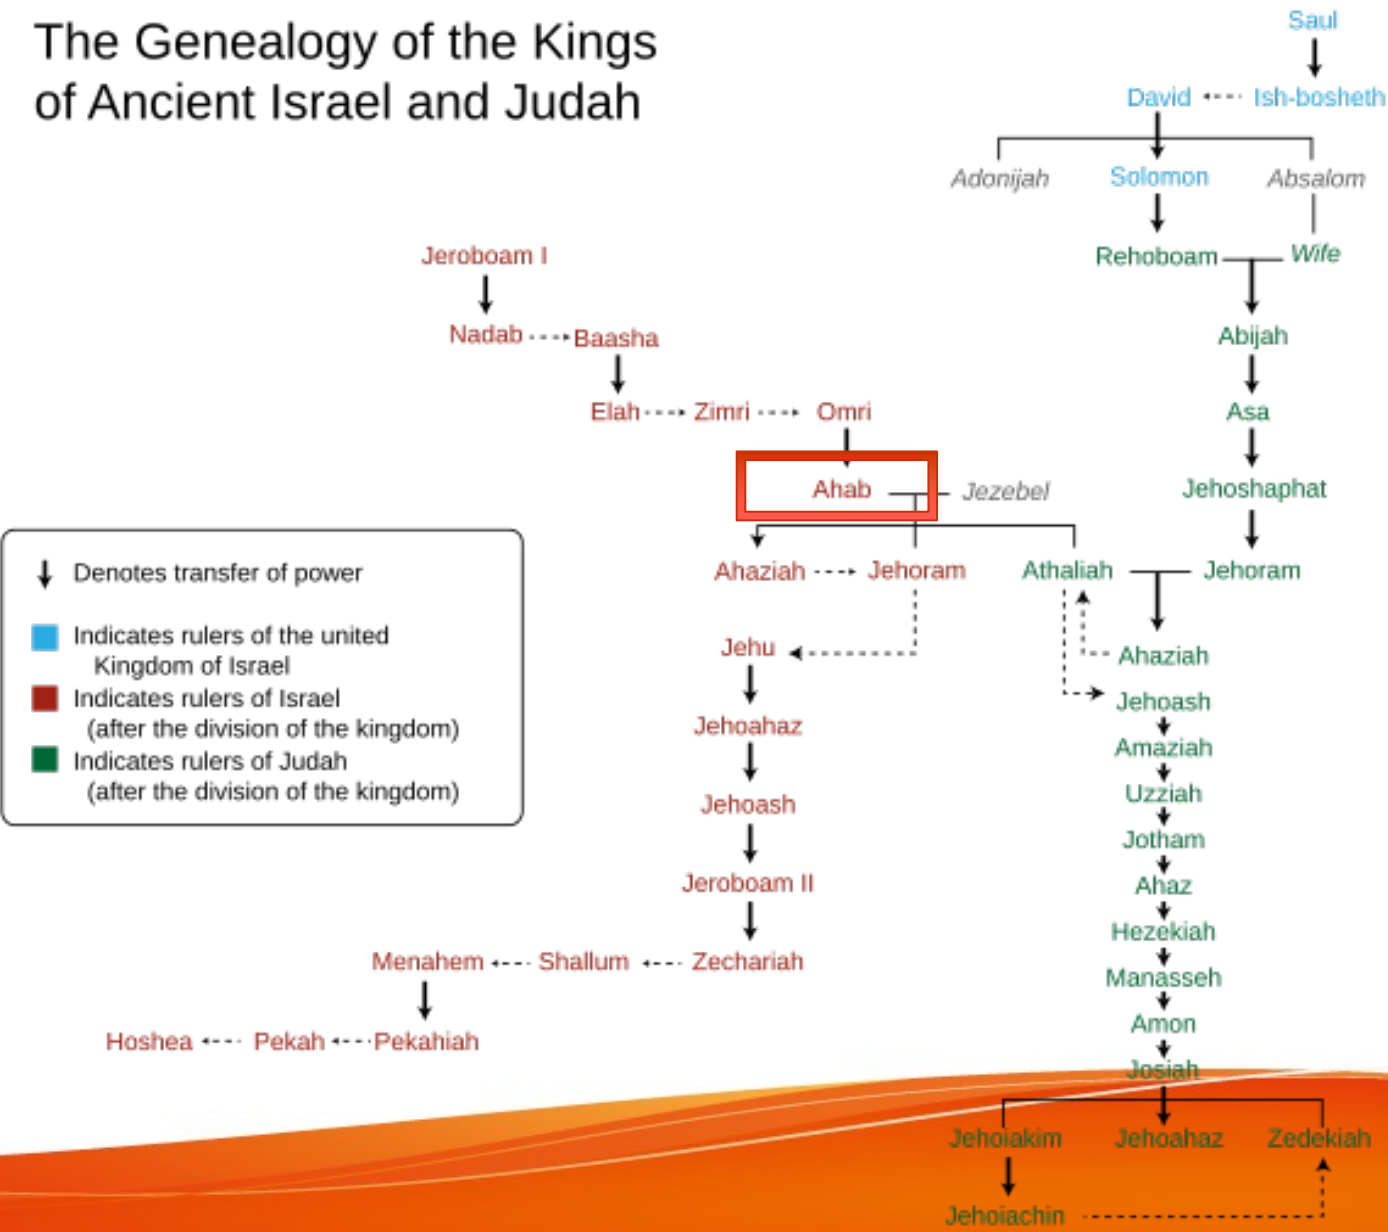 The Genealogy of the Kings
of Ancient Israel and Judah
Saul
David Ish-bosheth
Adonijah Solomon Absalom
Jeroboam I Rehoboam Wife
Nadab Baasha Abijah
Elah Zimri Omri Asa
Ahab Jezebel Jehoshaphat
Ahaziah Jehoram Athaliah Jehoram
Jehu Ahaziah
Jehoash
Jehoahaz
Amaziah
Uzziah
Jehoash
Jotham
Jeroboam II Ahaz
Hezekiah
Menahem Shallum Zechariah
Manasseh
Amon
Hoshea Pekah Pekahiah
Josiah
Jehoiakim Jehoahaz Zedekiah
Jehoiachin
Denotes transfer of power
Indicates rulers of the united
Kingdom of Israel
Indicates rulers of Israel
(after the division of the kingdom)
Indicates rulers of Judah
(after the division of the kingdom)